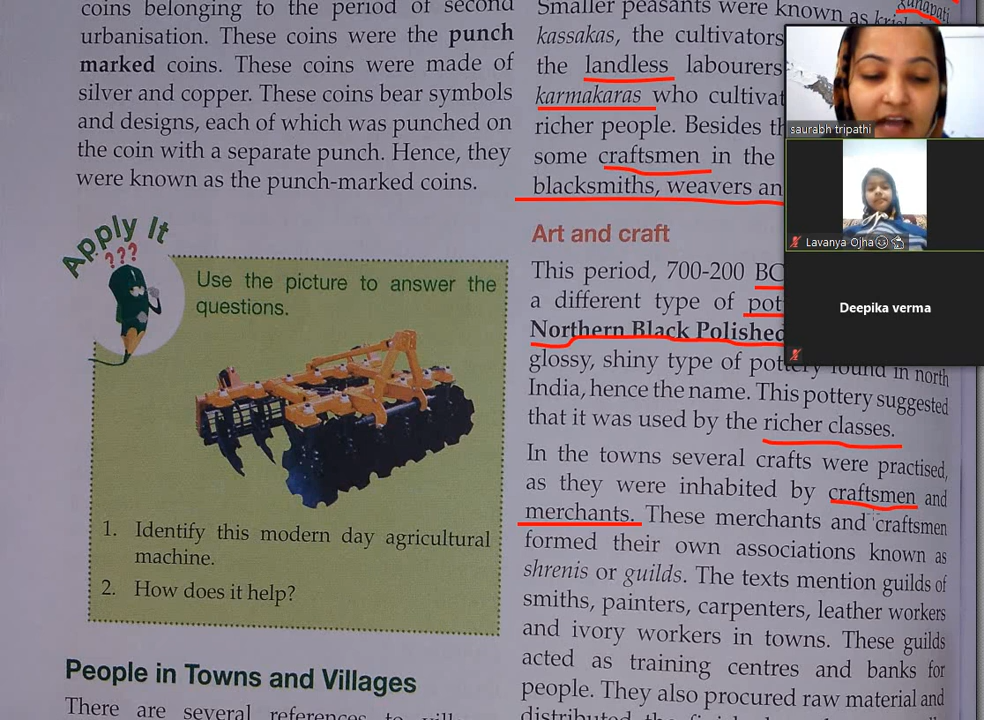 coins belonging to the period of second
urbanisation. These coins were the punch
marked coins. These coins were made of
silver and copper. These coins bear symbols
and designs, each of which was punched on
the coin with a separate punch. Hence, they
were known as the punch-marked coins.
Apply It
???
Use the picture to answer the
questions.
1. Identify this modern day agricultural
machine.
2. How does it help?
People in Towns and Villages
There are several references to
Smaller peasants were known as
kassakas, the cultivators
the landless labourers
karmakaras who
richer people. Besides
some craftsmen in the
blacksmiths, weavers
Art and craft
This period, 700-200
a different type of
Northern Black Polished
glossy, shiny type of pottery found in north
India, hence the name. This pottery suggested
that it was used by the richer classes.
In the towns several crafts were practised,
as they were inhabited by craftsmen and
merchants. These merchants and craftsmen
formed their own associations known as
shrenis or guilds. The texts mention guilds of
smiths, painters, carpenters, leather workers
and ivory workers in towns. These guilds
acted as training centres and banks for
people. They also procured raw material and
distributed the
saurabh tripathi
Lavanya Ojha
Deepika verma